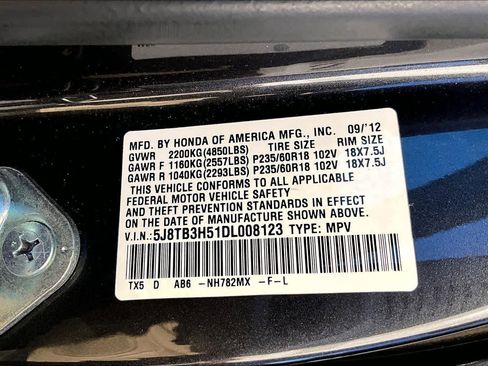 MFD. BY HONDA OF AMERICA MFG., INC. 09/'12
GVWR 2200KG(4850LBS) TIRE SIZE RIM SIZE
GAWR F 1160KG(2557LBS) P235/60R18 102V 18X7.5J
GAWR R 1040KG(2293LBS) P235/60R18 102V 18X7.5J
THIS VEHICLE CONFORMS TO ALL APPLICABLE
FEDERAL MOTOR VEHICLE SAFETY
AND THEFT PREVENTION STANDARDS IN EFFECT
ON THE DATE OF MANUFACTURE SHOWN ABOVE.
V.I.N.: 5J8TB3H51DL008123 TYPE: MPV
TX5 D AB6 -NH782MX -F-L